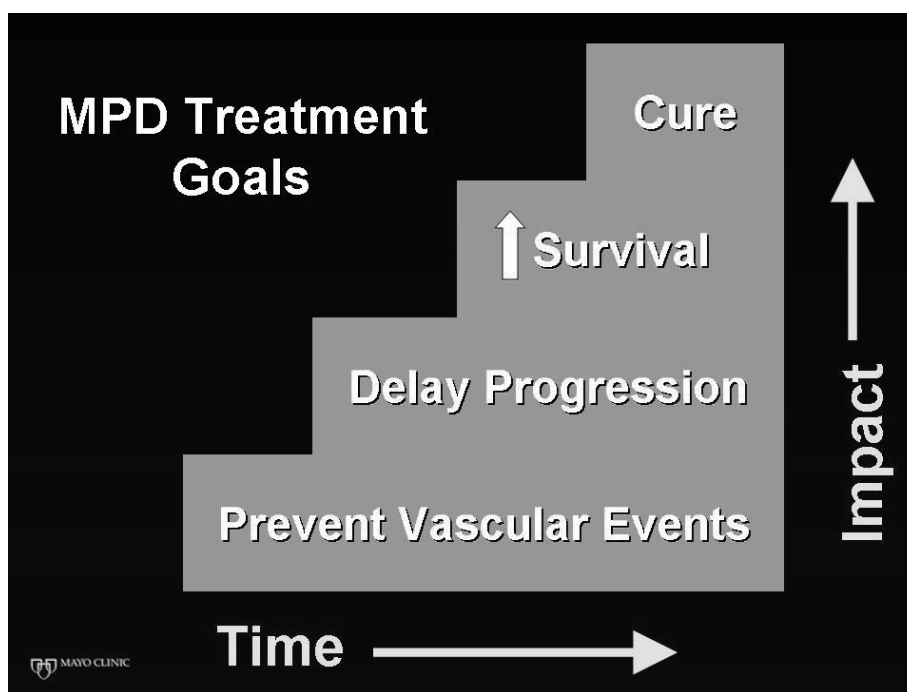 MPD Treatment
Goals
Cure
Survival
Delay Progression
Prevent Vascular Events
Impact
Time
MAYO CLINIC